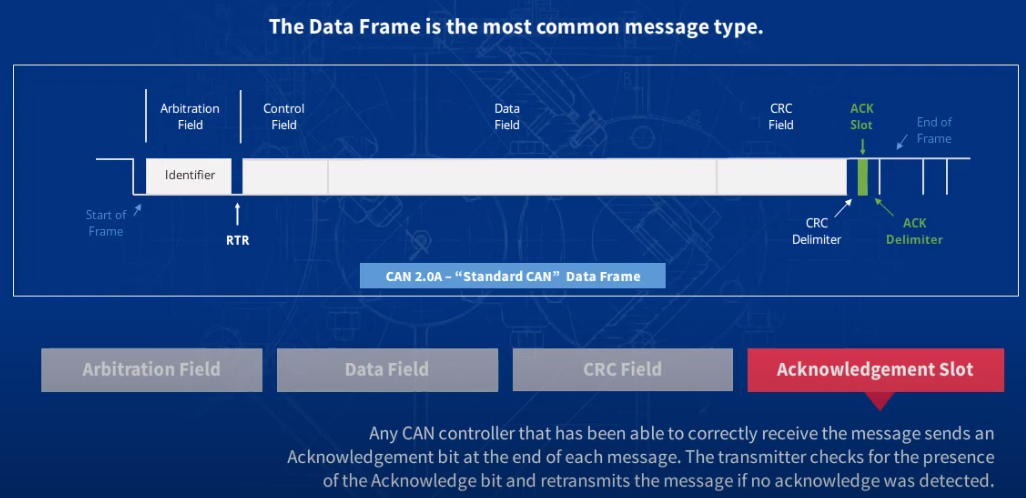 The Data Frame is the most common message type.
Arbitration
Field
Control
Field
Data
Field
CRC
Field
ACK
Slot
End of
Frame
Identifier
Start of
Frame
RTR
CRC
Delimiter
ACK
Delimiter
CAN 2.0A – “Standard CAN” Data Frame
Arbitration Field
Data Field
CRC Field
Acknowledgement Slot
Any CAN controller that has been able to correctly receive the message sends an
Acknowledgement bit at the end of each message. The transmitter checks for the presence
of the Acknowledge bit and retransmits the message if no acknowledge was detected.